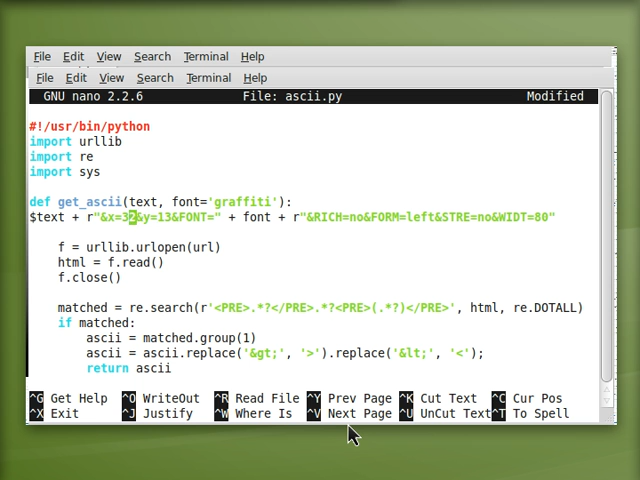 File Edit View Search Terminal Help
File Edit View Search Terminal Help
GNU nano 2.2.6 File: ascii.py Modified
#!/usr/bin/python
import urllib
import re
import sys
def get_ascii(text, font='graffiti'):
$text + r"&x=32&y=13&FONT=" + font + r"&RICH=no&FORM=left&STRE=no&WIDT=80"
f = urllib.urlopen(url)
html = f.read()
f.close()
matched = re.search(r'<PRE>.*?</PRE>.*?<PRE>(.*?)</PRE>', html, re.DOTALL)
if matched:
ascii = matched.group(1)
ascii = ascii.replace('&gt;', '>').replace('&lt;', '<');
return ascii
^G Get Help ^O WriteOut ^R Read File ^Y Prev Page ^K Cut Text ^C Cur Pos
^X Exit ^J Justify ^W Where Is ^V Next Page ^U UnCut Text ^T To Spell